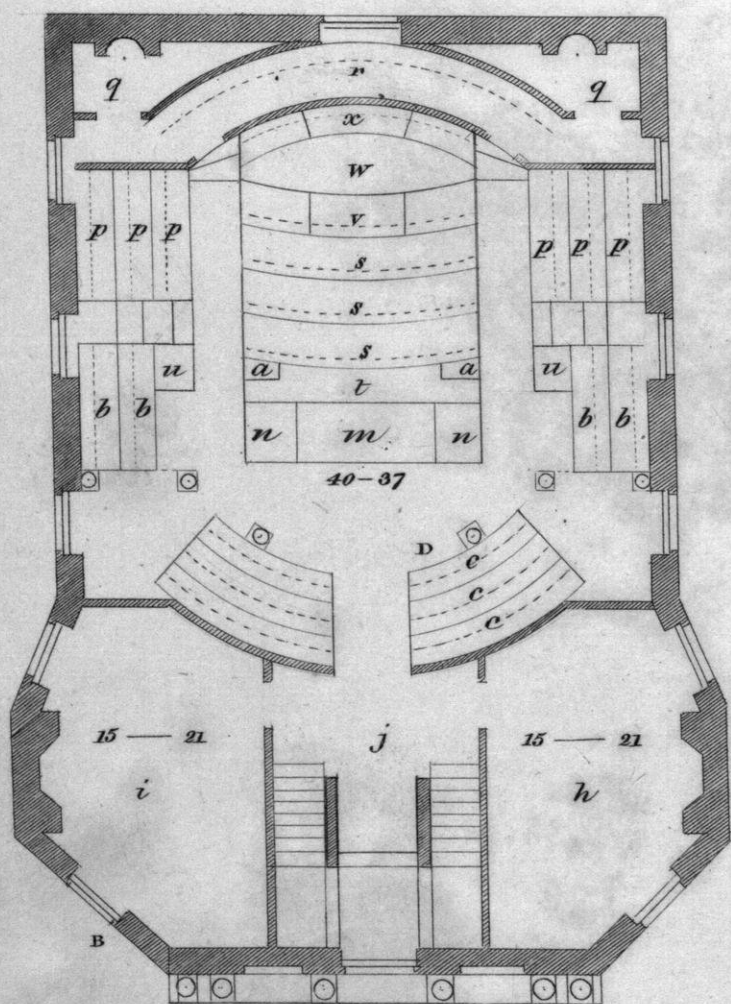 q r q
x
w
p p p v p p p
s
s
s
u a a u
b b t b b
n m n
40-37
D
c
c
c
15 — 21 j 15 — 21
i h
B